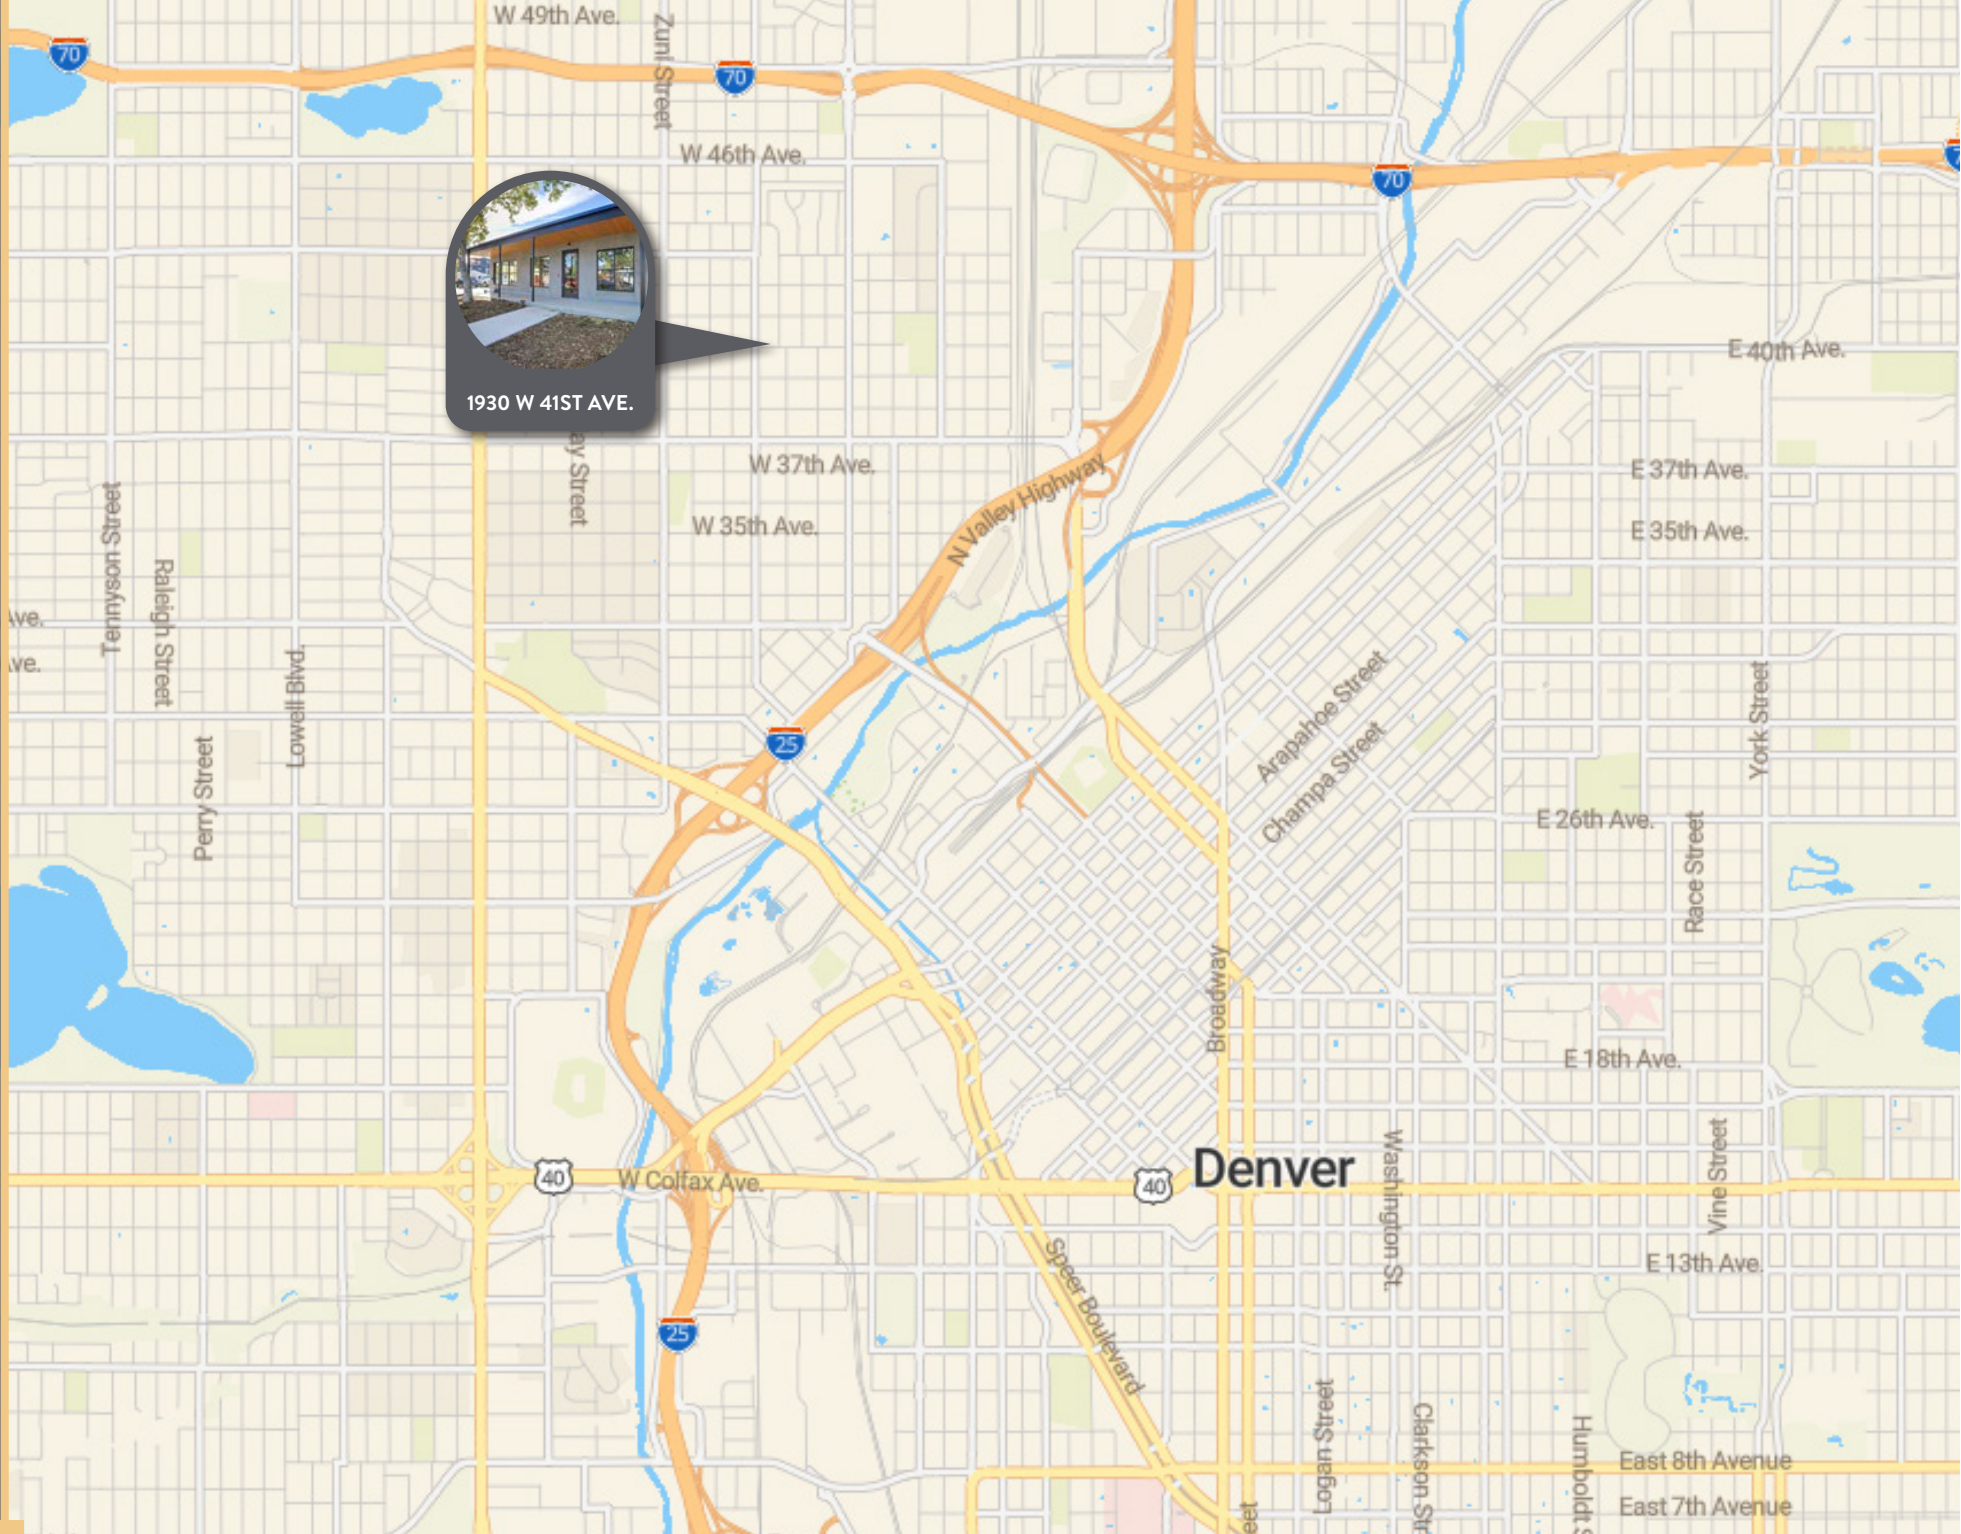 W 49th Ave.
Zuni Street
70
70
W 46th Ave.
70
7
1930 W 41ST AVE.
E 40th Ave.
ay Street
W 37th Ave.
N Valley Highway
E 37th Ave.
W 35th Ave.
E 35th Ave.
Tennyson Street
Raleigh Street
Ave.
ve.
Lowell Blvd.
Perry Street
25
Arapahoe Street
Champa Street
York Street
E 26th Ave.
Race Street
Broadway
E 18th Ave.
40
W Colfax Ave.
40
Denver
Washington St.
Vine Street
E 13th Ave.
Speer Boulevard
25
Logan Street
Clarkson Str
Humboldt S
East 8th Avenue
East 7th Avenue
eet